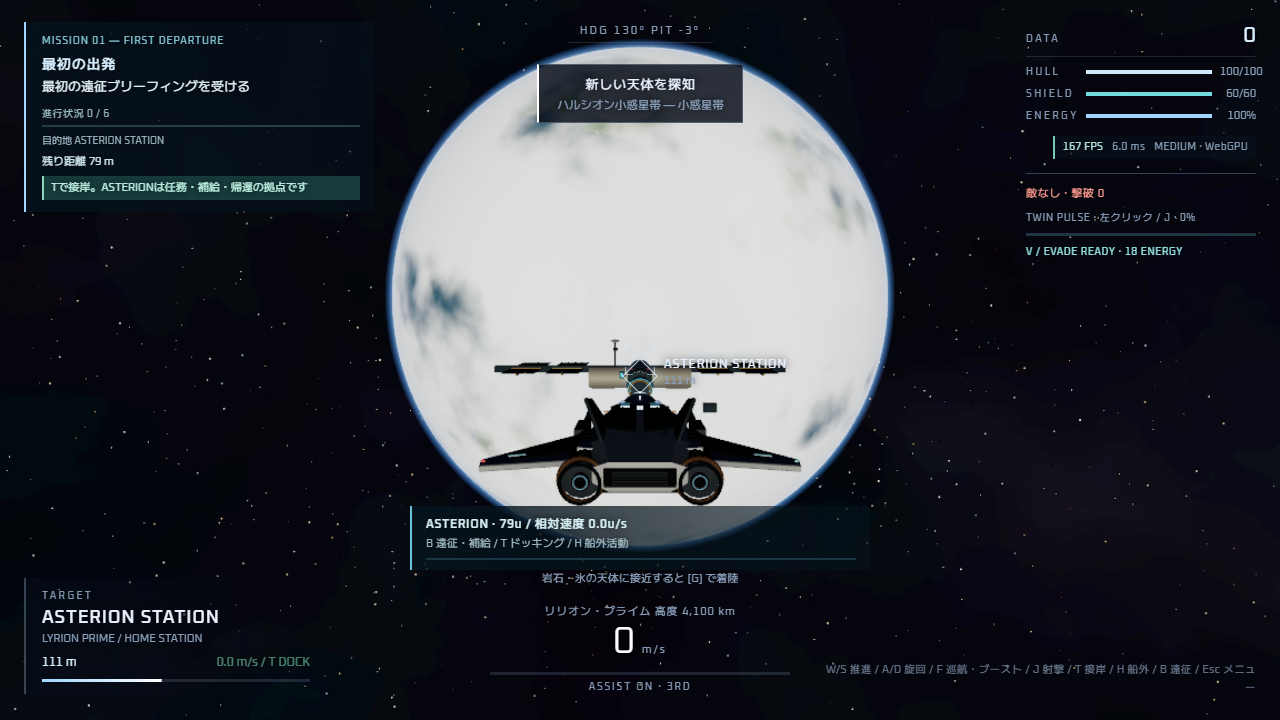 MISSION 01 — FIRST DEPARTURE
最初の出発
最初の遠征ブリーフィングを受ける
進行状況 0 / 6
目的地 ASTERION STATION
残り距離 79 m
Tで接岸。ASTERIONは任務・補給・帰還の拠点です
HDG 130° PIT -3°
新しい天体を探知
ハルシオン小惑星帯 — 小惑星帯
DATA 0
HULL 100/100
SHIELD 60/60
ENERGY 100%
167 FPS 6.0 ms MEDIUM · WebGPU
敵なし · 撃破 0
TWIN PULSE · 左クリック / J · 0%
V / EVADE READY · 18 ENERGY
ASTERION STATION
111 m
ASTERION · 79u / 相対速度 0.0u/s
B 遠征・補給 / T ドッキング / H 船外活動
岩石・氷の天体に接近すると [G] で着陸
リリオン・プライム 高度 4,100 km
0 m/s
ASSIST ON · 3RD
TARGET
ASTERION STATION
LYRION PRIME / HOME STATION
111 m 0.0 m/s / T DOCK
W/S 推進 / A/D 旋回 / F 巡航・ブースト / J 射撃 / T 接岸 / H 船外 / B 遠征 / Esc メニュ
ー